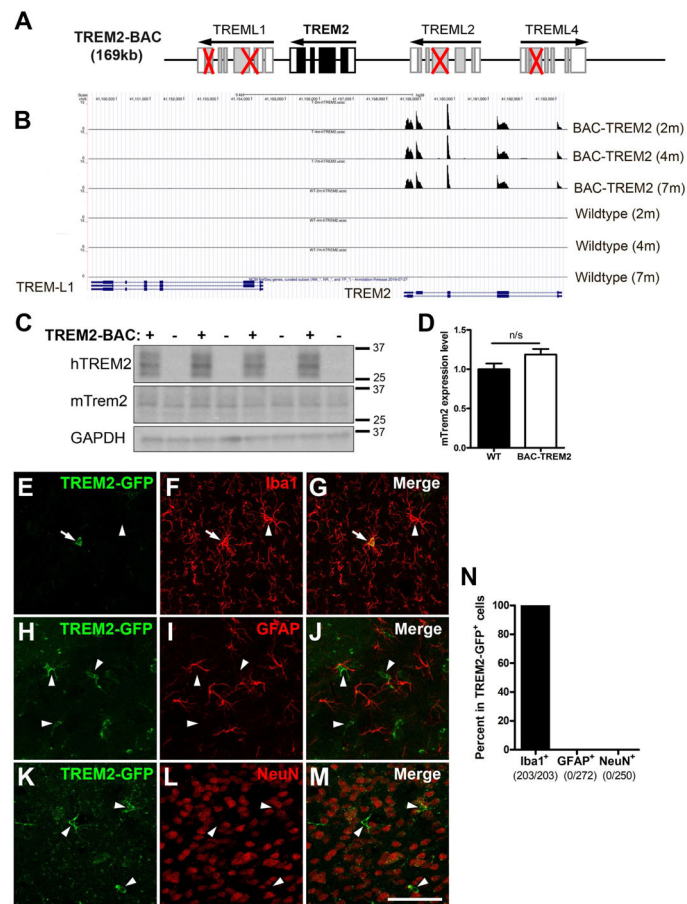 A
TREM2-BAC
(169kb)
TREML1
TREM2
TREML2
TREML4
B
BAC-TREM2 (2m)
BAC-TREM2 (4m)
BAC-TREM2 (7m)
Wildtype (2m)
Wildtype (4m)
Wildtype (7m)
TREM-L1
TREM2
C
TREM2-BAC: + - + - + - + -
hTREM2
37
25
mTrem2
37
25
GAPDH
37
D
n/s
mTrem2 expression level
1.5
1.0
0.5
0.0
WT
BAC-TREM2
E TREM2-GFP
F Iba1
G Merge
H TREM2-GFP
I GFAP
J Merge
K TREM2-GFP
L NeuN
M Merge
N
Percent in TREM2-GFP+ cells
100
80
60
40
20
0
Iba1+ GFAP+ NeuN+
(203/203) (0/272) (0/250)